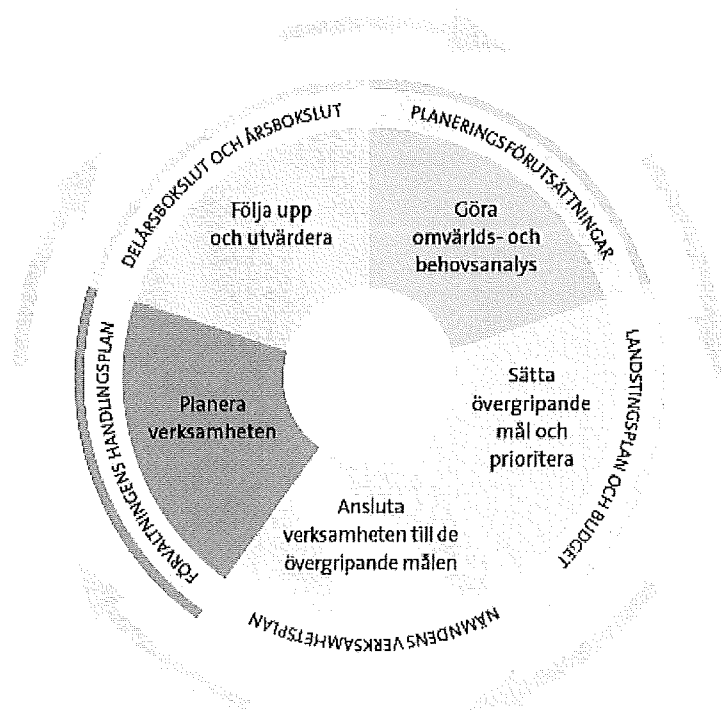 PLANERINGSFÖRUTSÄTTNINGAR
Göra
omvärlds- och
behovsanalys
LANDSTINGSPLAN OCH BUDGET
Sätta
övergripande
mål och
prioritera
NÄMNDENS VERKSAMHETSPLAN
Ansluta
verksamheten till de
övergripande målen
FÖRVALTNINGENS HANDLINGSPLAN
Planera
verksamheten
DELÅRSBOKSLUT OCH ÅRSBOKSLUT
Följa upp
och utvärdera